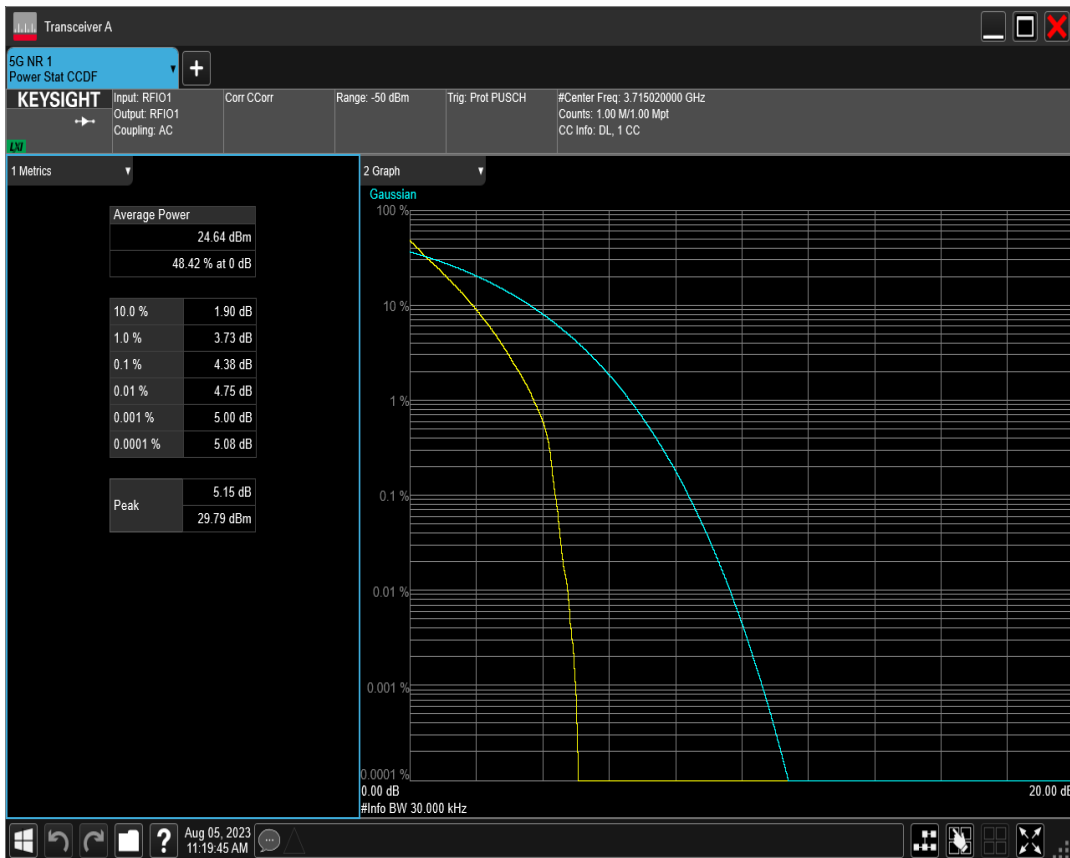 Transceiver A
5G NR 1
Power Stat CCDF
+
KEYSIGHT
LXI
Input: RFIO1
Output: RFIO1
Coupling: AC
Corr CCorr
Range: -50 dBm
Trig: Prot PUSCH
#Center Freq: 3.715020000 GHz
Counts: 1.00 M/1.00 Mpt
CC Info: DL, 1 CC
1 Metrics
Average Power
24.64 dBm
48.42 % at 0 dB
10.0 % 1.90 dB
1.0 % 3.73 dB
0.1 % 4.38 dB
0.01 % 4.75 dB
0.001 % 5.00 dB
0.0001 % 5.08 dB
Peak
5.15 dB
29.79 dBm
2 Graph
Gaussian
100 %
10 %
1 %
0.1 %
0.01 %
0.001 %
0.0001 %
0.00 dB
20.00 dB
#Info BW 30.000 kHz
?
Aug 05, 2023
11:19:45 AM